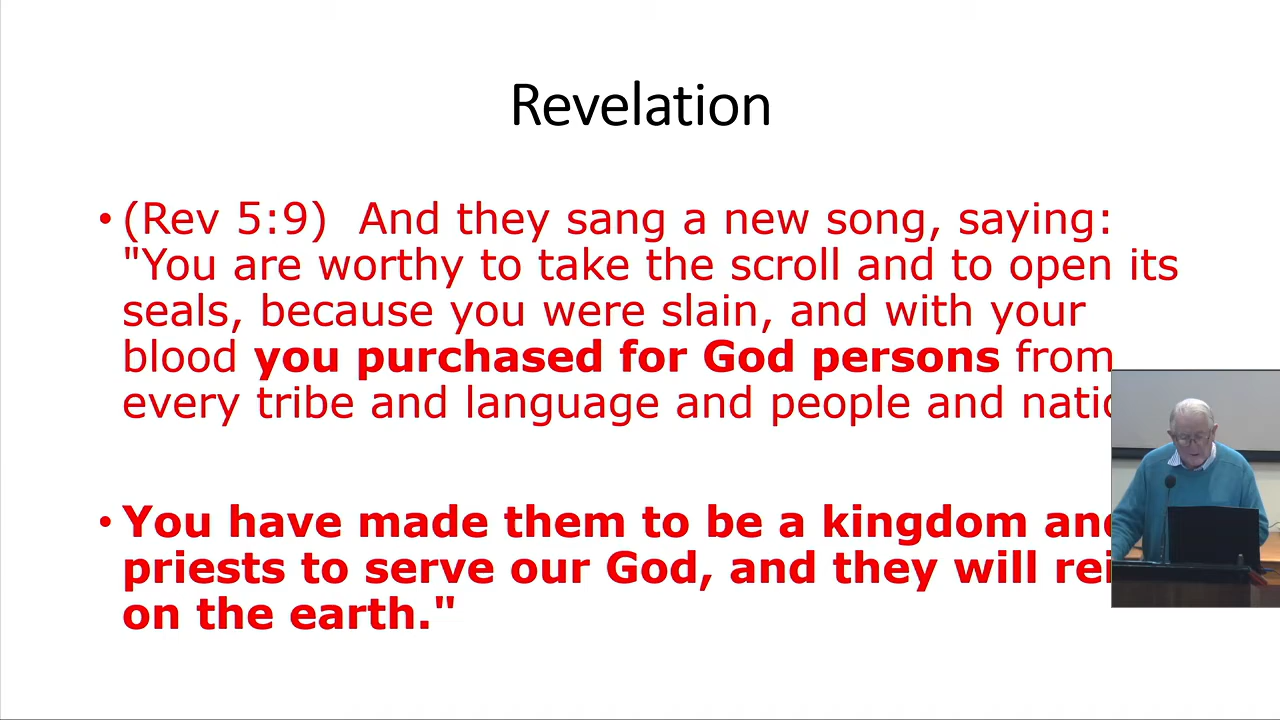 Revelation
• (Rev 5:9) And they sang a new song, saying:
"You are worthy to take the scroll and to open its
seals, because you were slain, and with your
blood you purchased for God persons from
every tribe and language and people and
• You have made them to be a kingdom and
priests to serve our God, and they will
on the earth."